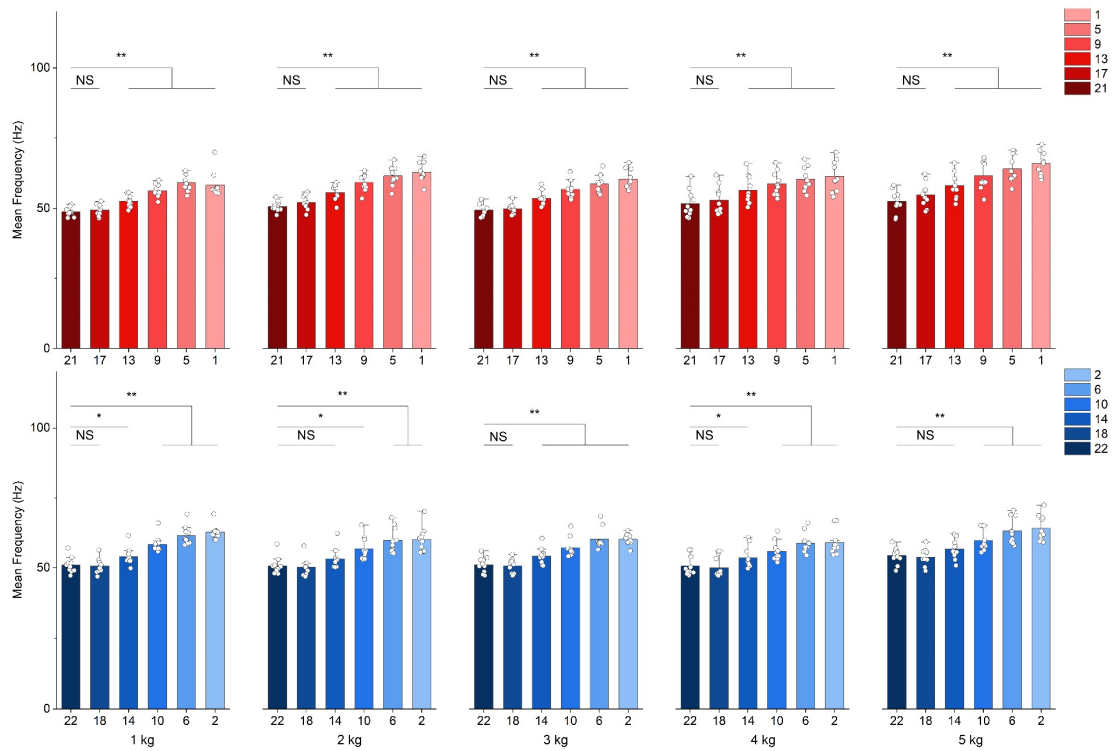 1
5
9
13
17
21
** ** ** ** **
100
NS NS NS NS NS
Mean Frequency (Hz)
50
0
21 17 13 9 5 1 21 17 13 9 5 1 21 17 13 9 5 1 21 17 13 9 5 1 21 17 13 9 5 1
2
6
10
14
18
22
** ** ** ** **
* * *
100
NS NS NS NS NS
Mean Frequency (Hz)
50
0
22 18 14 10 6 2 22 18 14 10 6 2 22 18 14 10 6 2 22 18 14 10 6 2 22 18 14 10 6 2
1 kg 2 kg 3 kg 4 kg 5 kg